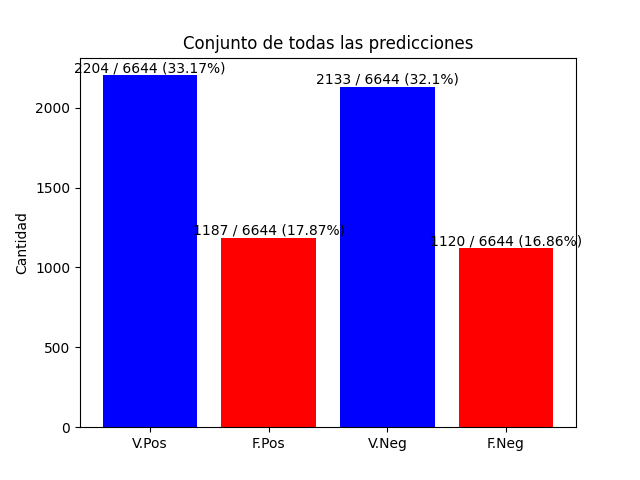 Conjunto de todas las predicciones
2204 / 6644 (33.17%)
2133 / 6644 (32.1%)
1187 / 6644 (17.87%)
1120 / 6644 (16.86%)
Cantidad
2000
1500
1000
500
0
V.Pos
F.Pos
V.Neg
F.Neg